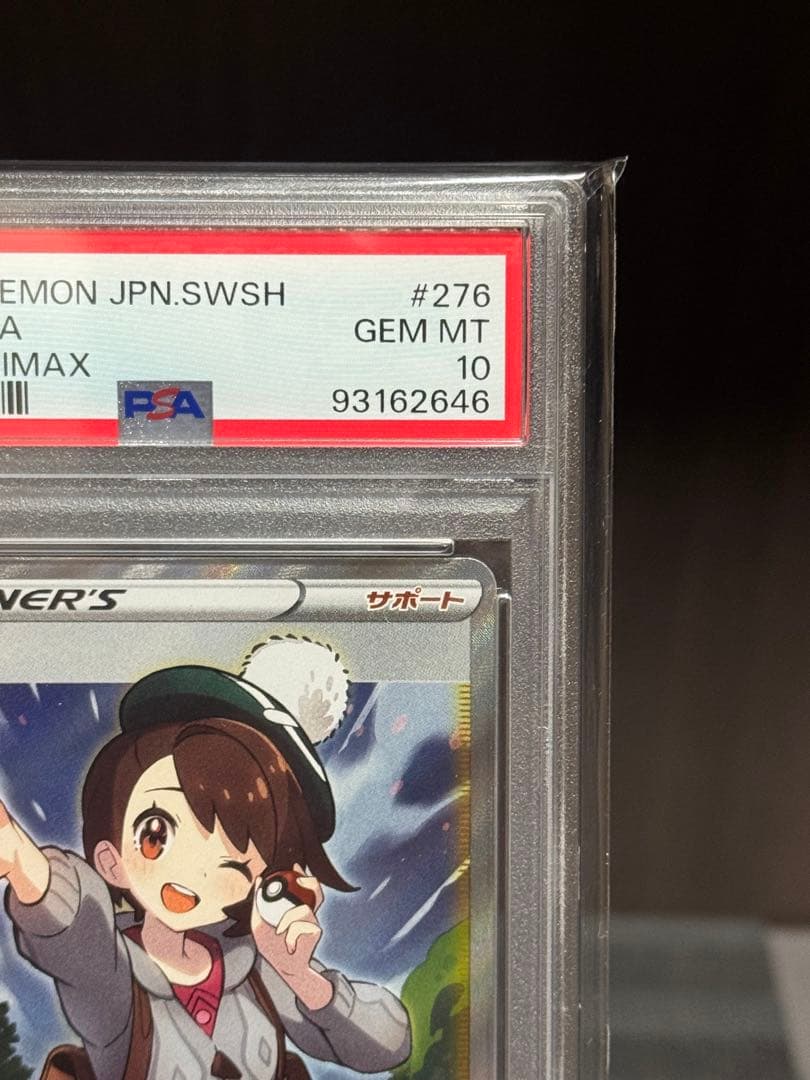 EMON JPN.SWSH #276
A GEM MT
IMAX 10
PSA 93162646
NER'S サポート